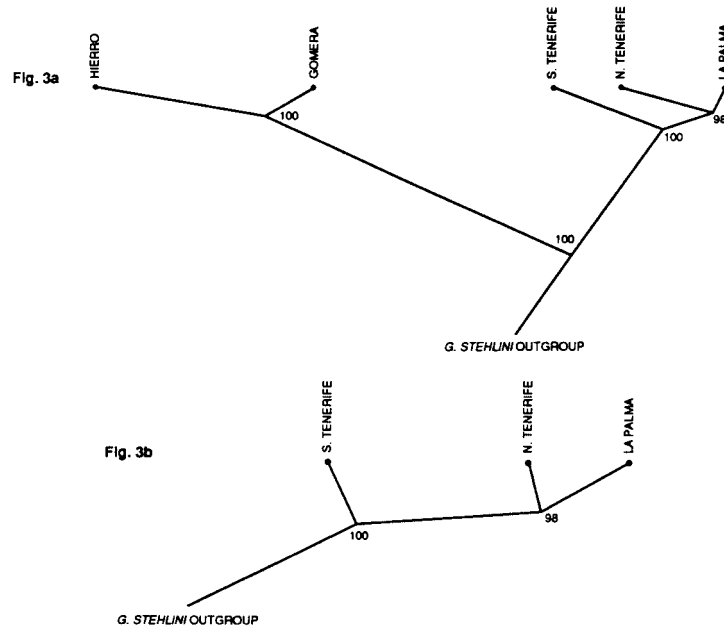 Fig. 3a
HIERRO
GOMERA
S. TENERIFE
N. TENERIFE
LA PALMA
100
98
100
100
G. STEHLINI OUTGROUP
Fig. 3b
S. TENERIFE
N. TENERIFE
LA PALMA
98
100
G. STEHLINI OUTGROUP